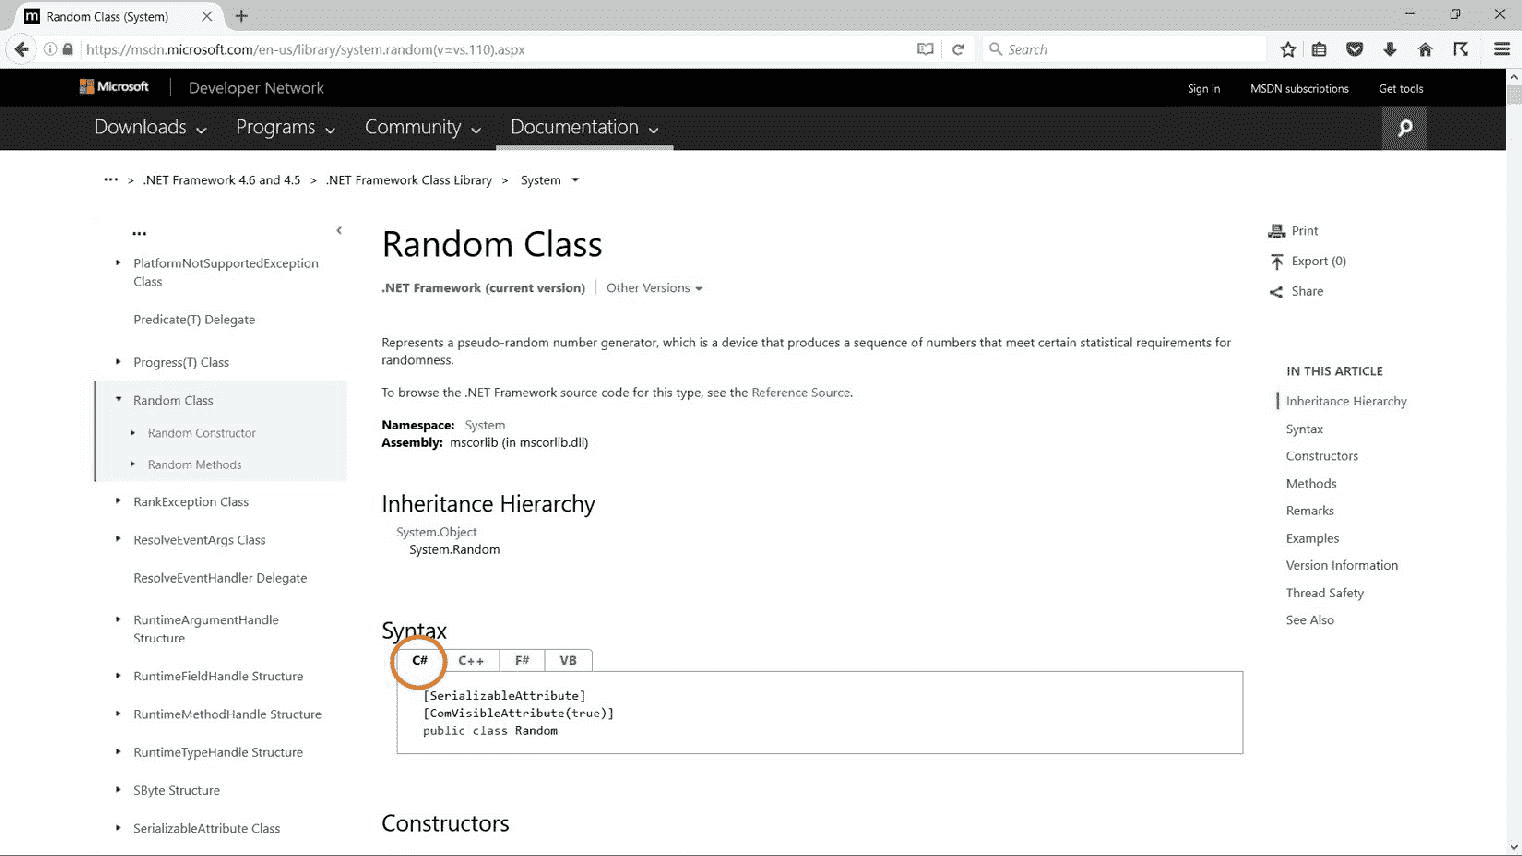 Random Class (System)
https://msdn.microsoft.com/en-us/library/system.random(v=vs.110).aspx
Search
Microsoft
Developer Network
Sign in
MSDN subscriptions
Get tools
Downloads
Programs
Community
Documentation
... > .NET Framework 4.6 and 4.5 > .NET Framework Class Library > System
...
PlatformNotSupportedException
Class
Predicate(T) Delegate
Progress(T) Class
Random Class
Random Constructor
Random Methods
RankException Class
ResolveEventArgs Class
ResolveEventHandler Delegate
RuntimeArgumentHandle
Structure
RuntimeFieldHandle Structure
RuntimeMethodHandle Structure
RuntimeTypeHandle Structure
SByte Structure
SerializableAttribute Class
Random Class
.NET Framework (current version)
Other Versions
Represents a pseudo-random number generator, which is a device that produces a sequence of numbers that meet certain statistical requirements for
randomness.
To browse the .NET Framework source code for this type, see the Reference Source.
Namespace: System
Assembly: mscorlib (in mscorlib.dll)
Inheritance Hierarchy
System.Object
System.Random
Syntax
C# C++ F# VB
[SerializableAttribute]
[ComVisibleAttribute(true)]
public class Random
Constructors
Print
Export (0)
Share
IN THIS ARTICLE
Inheritance Hierarchy
Syntax
Constructors
Methods
Remarks
Examples
Version Information
Thread Safety
See Also